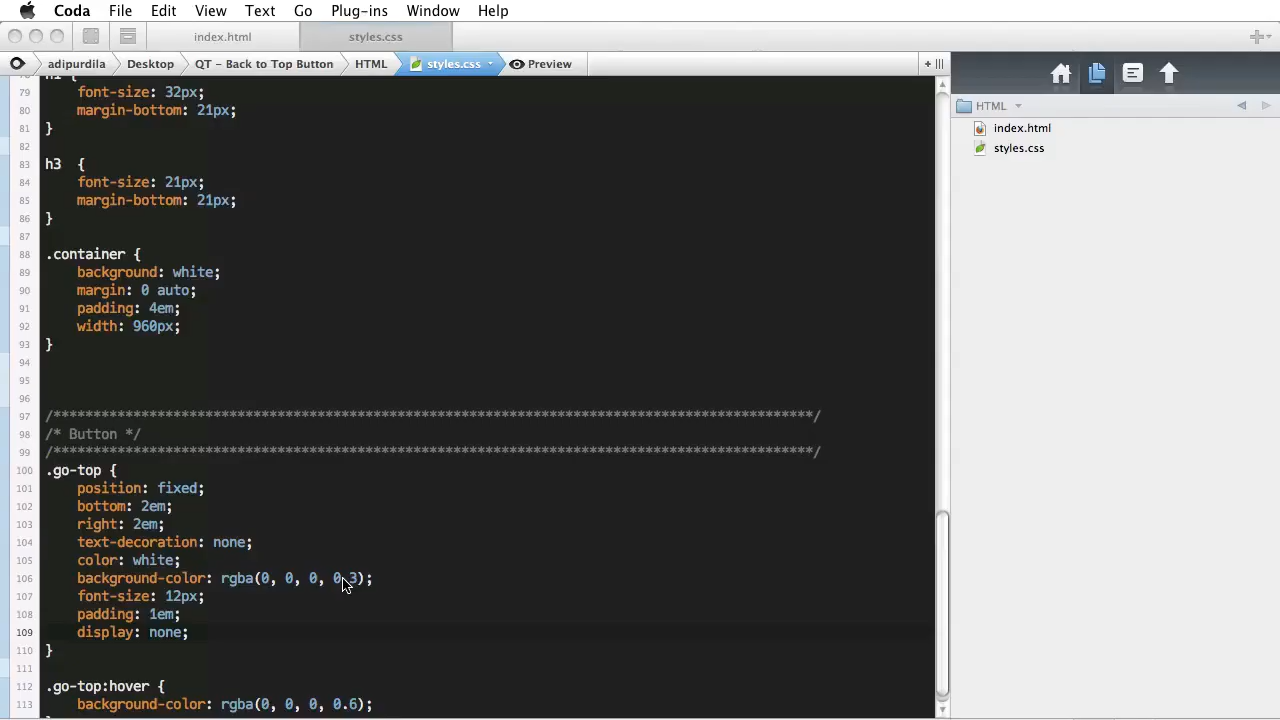 Coda File Edit View Text Go Plug-ins Window Help
index.html styles.css
adipurdila Desktop QT - Back to Top Button HTML styles.css Preview
HTML
index.html
styles.css
79 font-size: 32px;
80 margin-bottom: 21px;
81 }
82
83 h3 {
84 font-size: 21px;
85 margin-bottom: 21px;
86 }
87
88 .container {
89 background: white;
90 margin: 0 auto;
91 padding: 4em;
92 width: 960px;
93 }
94
95
96
97 /************************************************************************************************/
98 /* Button */
99 /************************************************************************************************/
100 .go-top {
101 position: fixed;
102 bottom: 2em;
103 right: 2em;
104 text-decoration: none;
105 color: white;
106 background-color: rgba(0, 0, 0, 0.3);
107 font-size: 12px;
108 padding: 1em;
109 display: none;
110 }
111
112 .go-top:hover {
113 background-color: rgba(0, 0, 0, 0.6);